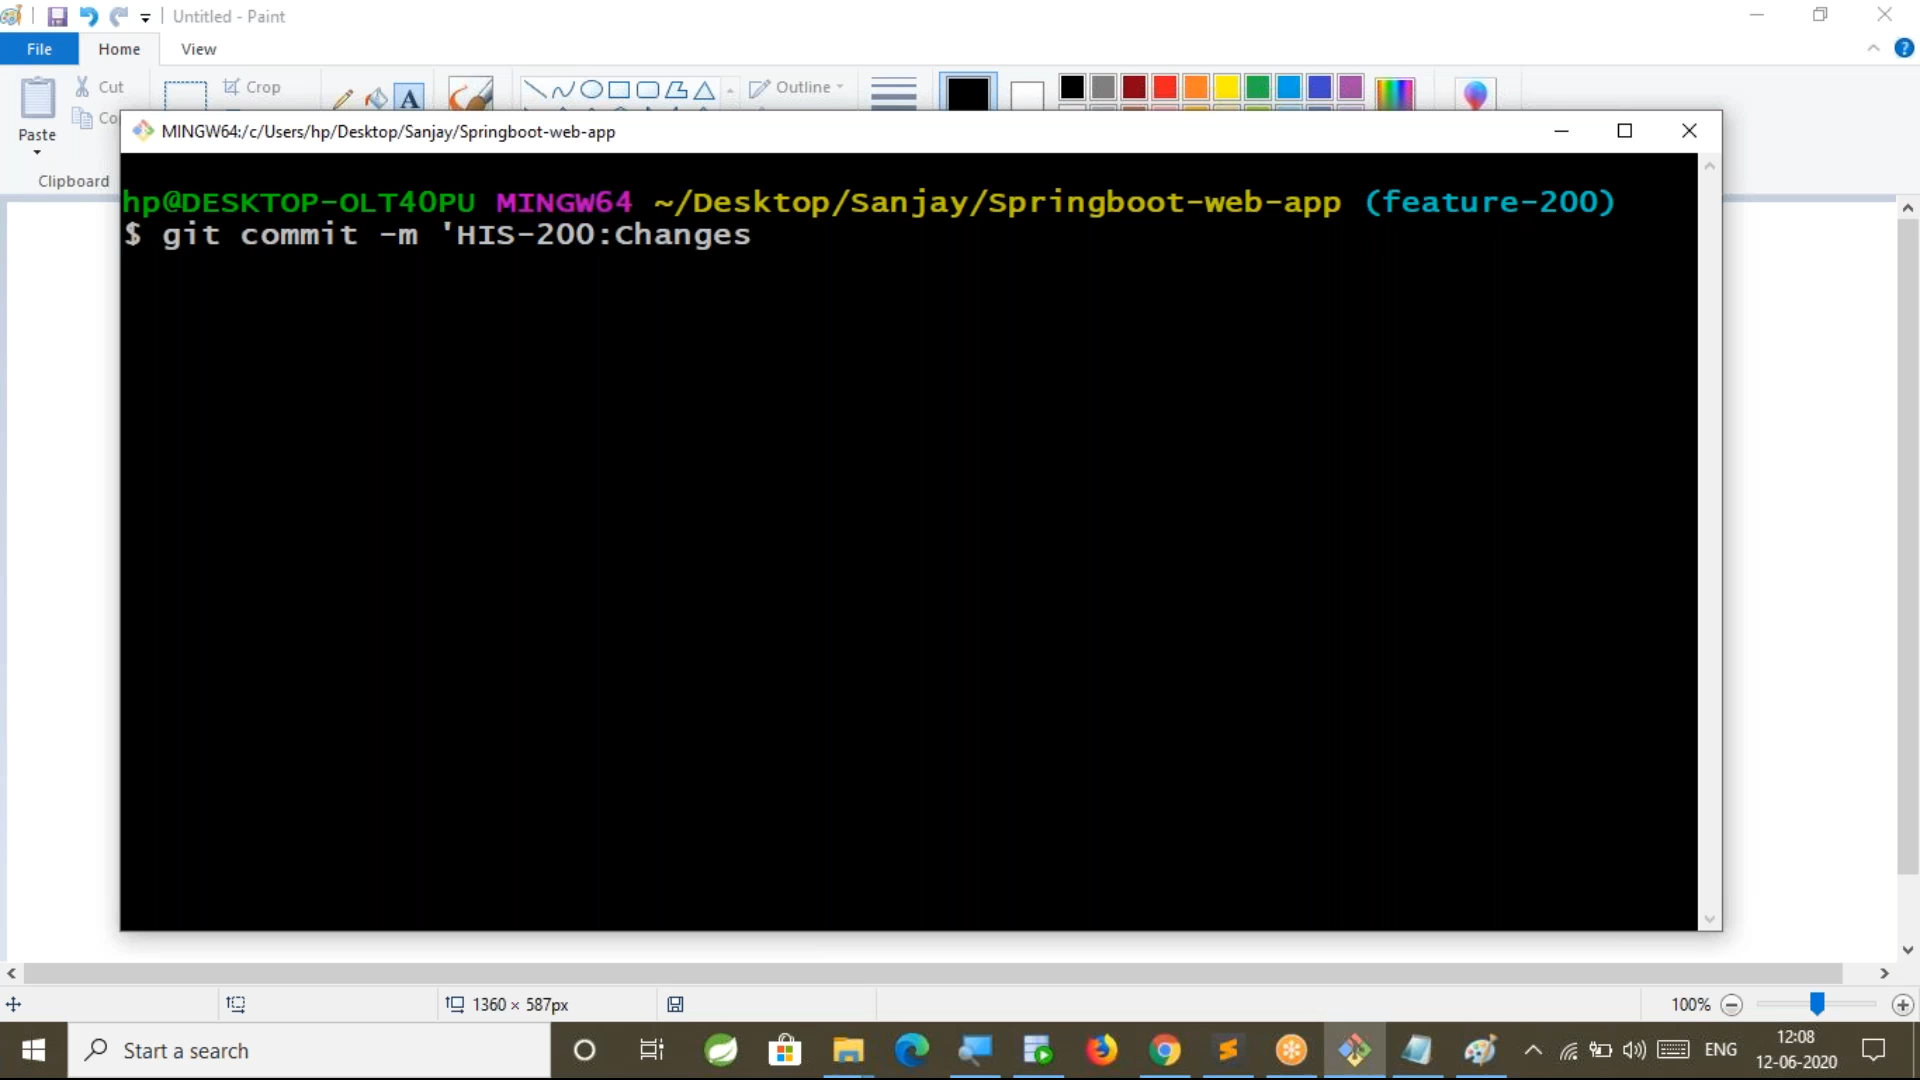 Untitled - Paint
File Home View
Cut Crop Outline
Paste
Clipboard
MINGW64:/c/Users/hp/Desktop/Sanjay/Springboot-web-app
hp@DESKTOP-OLT40PU MINGW64 ~/Desktop/Sanjay/Springboot-web-app (feature-200)
$ git commit -m 'HIS-200:Changes
1360 × 587px 100%
Start a search ENG 12:08
12-06-2020